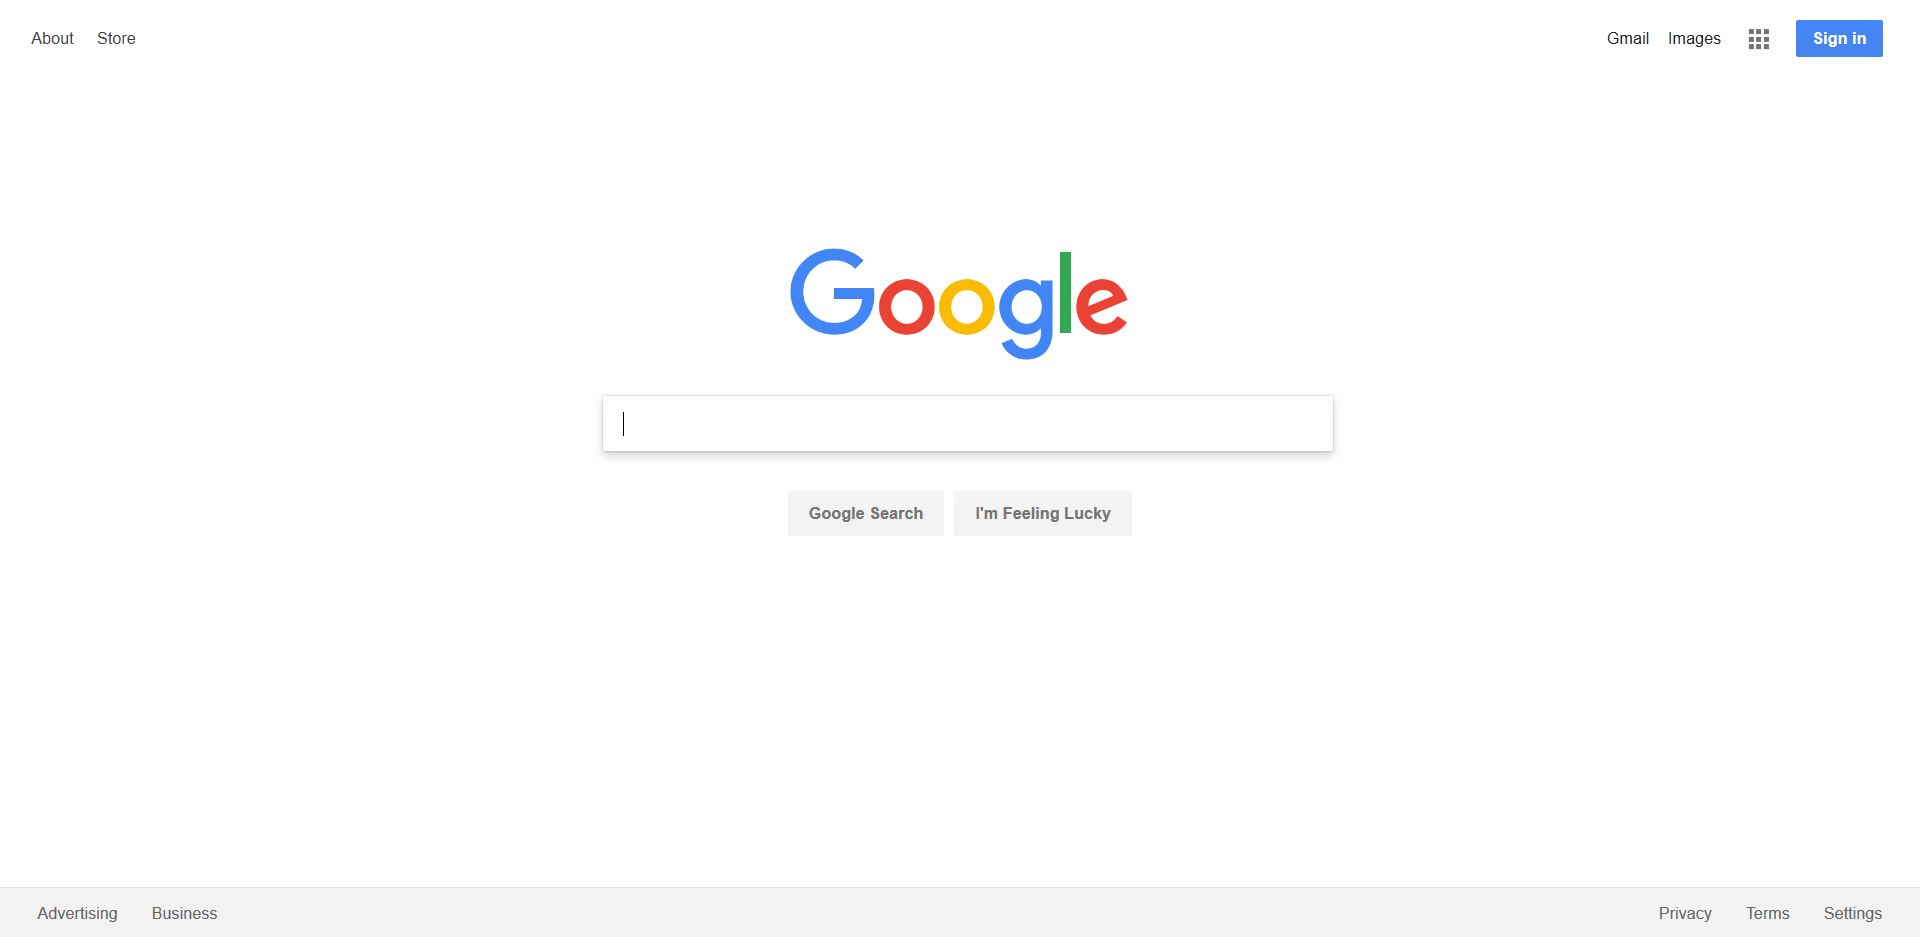 About Store Gmail Images Sign in
Google
Google Search I'm Feeling Lucky
Advertising Business Privacy Terms Settings